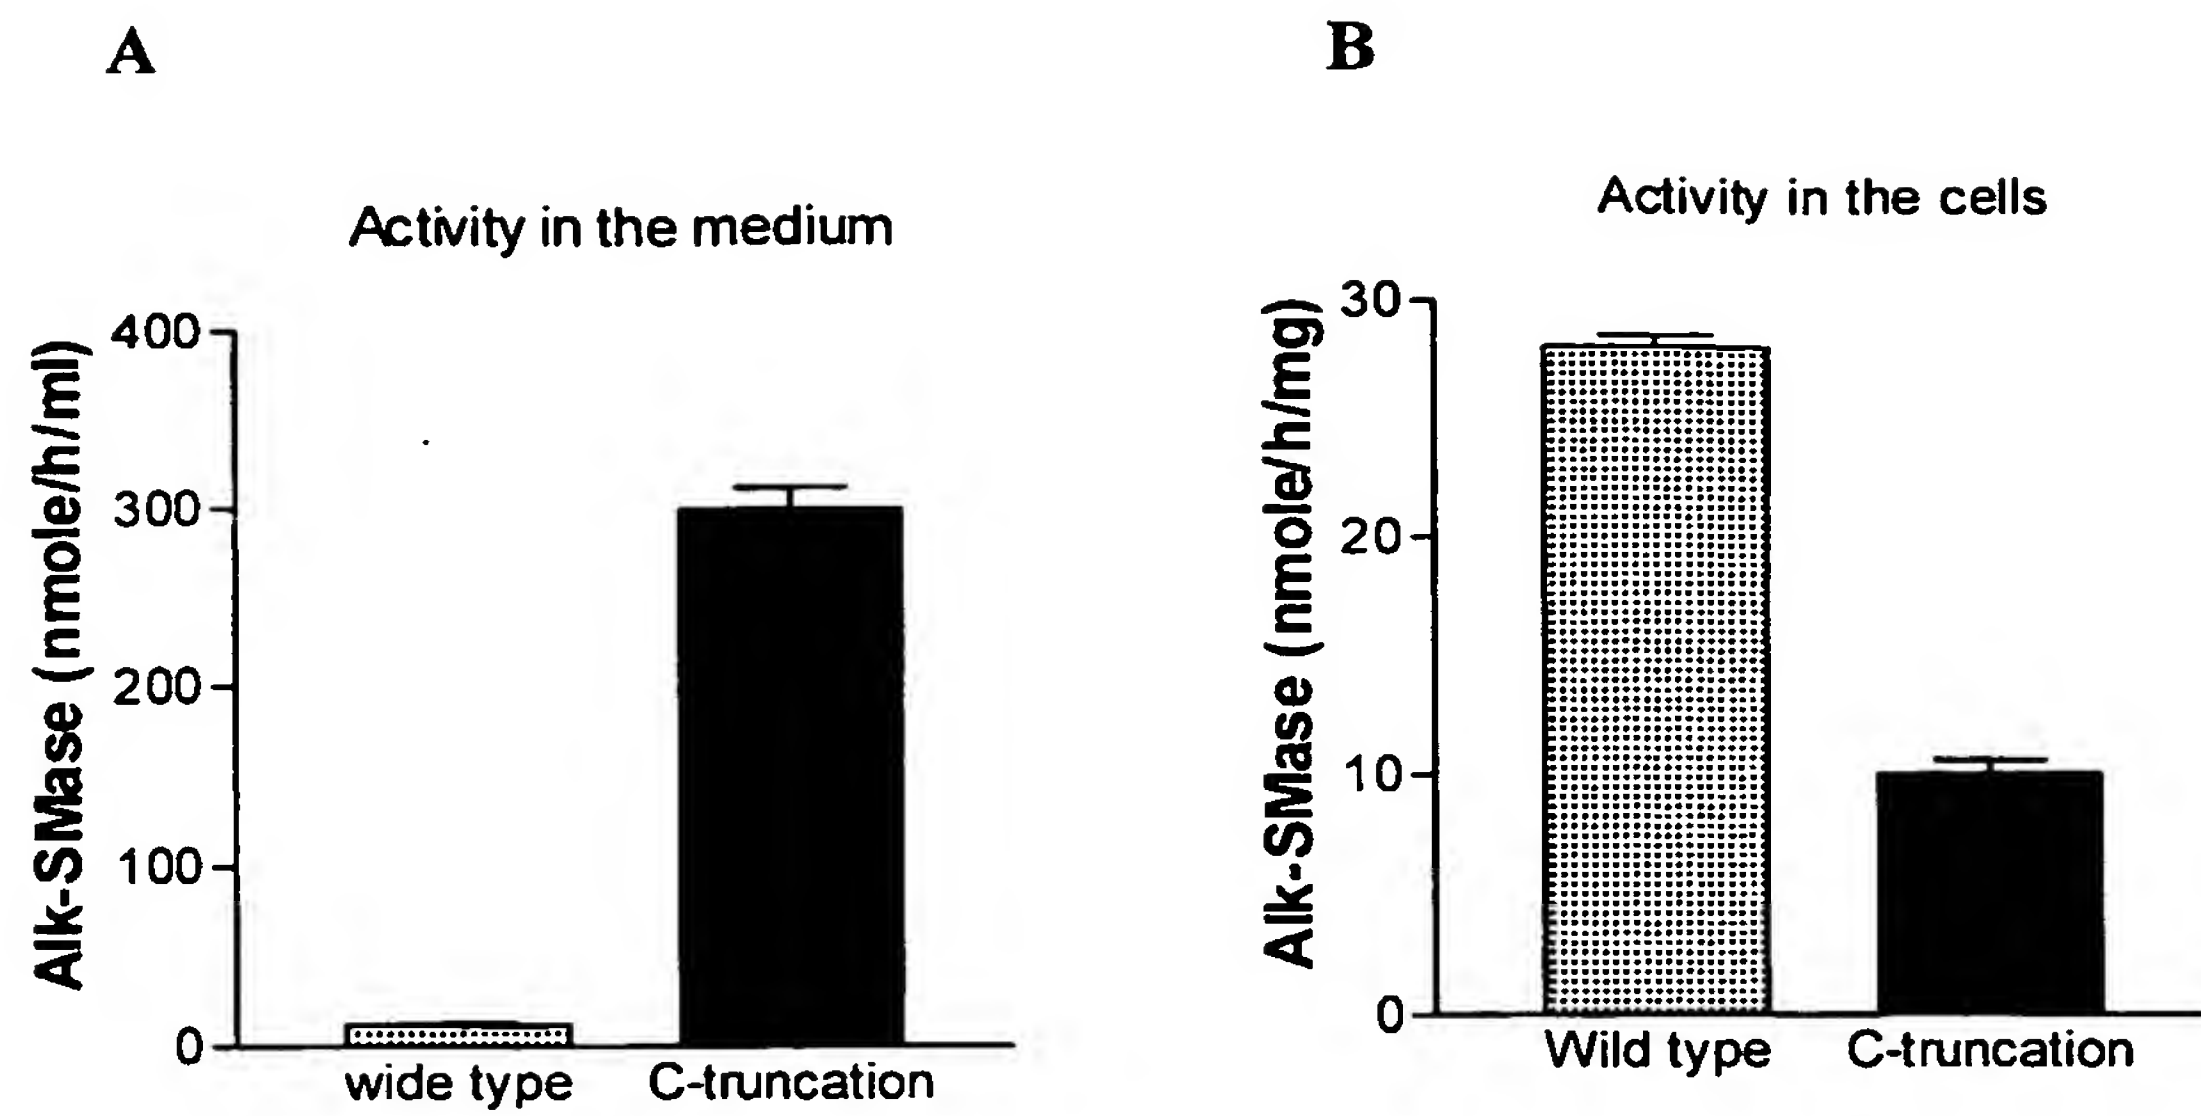 A
Activity in the medium
Alk-SMase (nmole/h/ml)
400
300
200
100
0
wide type
C-truncation
B
Activity in the cells
Alk-SMase (nmole/h/mg)
30
20
10
0
Wild type
C-truncation